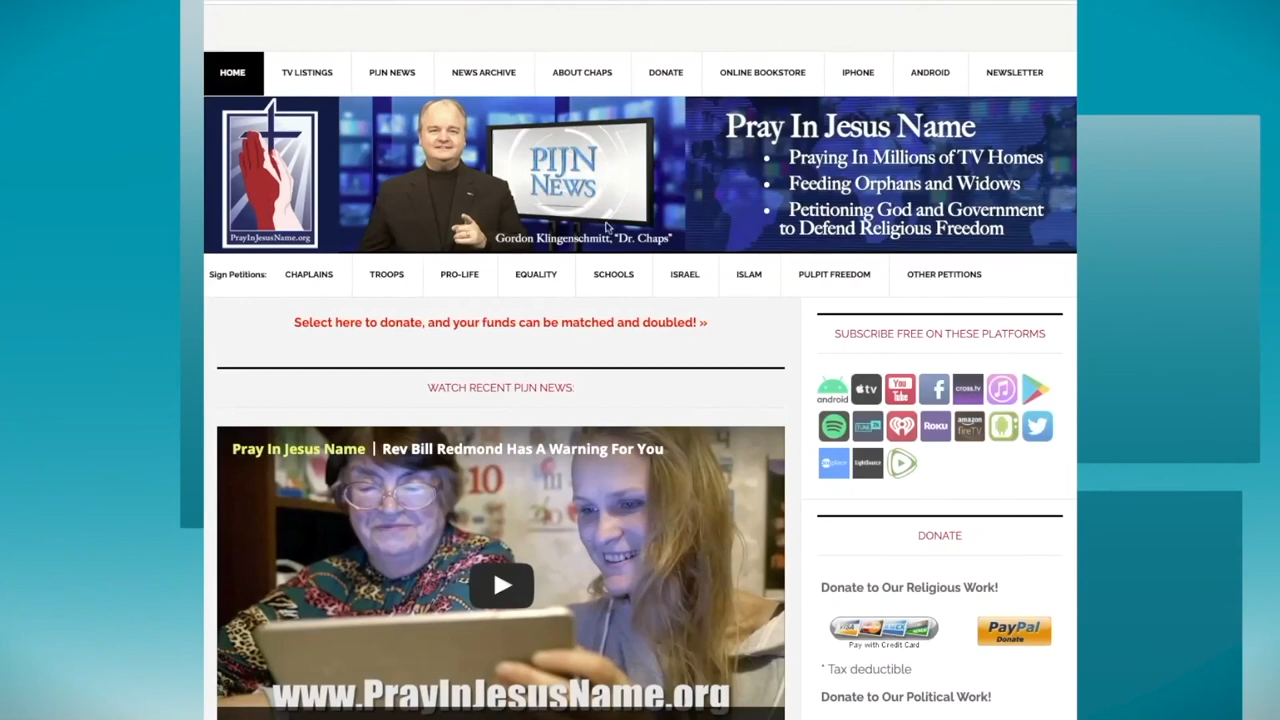 HOME TV LISTINGS PIJN NEWS NEWS ARCHIVE ABOUT CHAPS DONATE ONLINE BOOKSTORE IPHONE ANDROID NEWSLETTER
PrayInJesusName.org
PIJN
NEWS
Gordon Klingenschmitt, "Dr. Chaps"
Pray In Jesus Name
• Praying In Millions of TV Homes
• Feeding Orphans and Widows
• Petitioning God and Government
to Defend Religious Freedom
Sign Petitions: CHAPLAINS TROOPS PRO-LIFE EQUALITY SCHOOLS ISRAEL ISLAM PULPIT FREEDOM OTHER PETITIONS
Select here to donate, and your funds can be matched and doubled! »
WATCH RECENT PIJN NEWS:
Pray In Jesus Name | Rev Bill Redmond Has A Warning For You
10
www.PrayInJesusName.org
SUBSCRIBE FREE ON THESE PLATFORMS
android tv You Tube cross.tv
Roku amazon fireTV
LightSource
DONATE
Donate to Our Religious Work!
VISA AMEX
Pay with Credit Card
PayPal
Donate
* Tax deductible
Donate to Our Political Work!